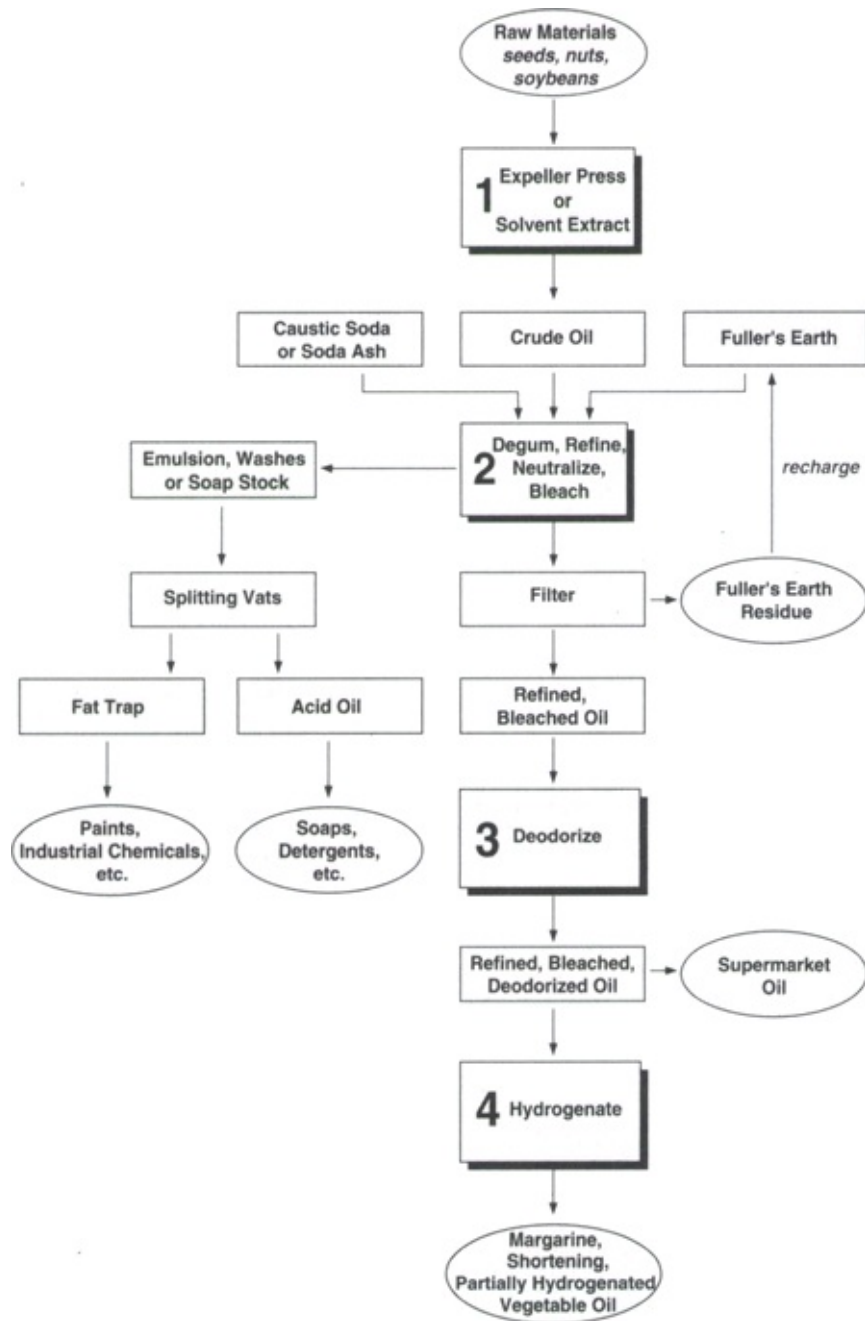 Raw Materials
seeds, nuts,
soybeans
1
Expeller Press
or
Solvent Extract
Caustic Soda
or Soda Ash
Crude Oil
Fuller's Earth
2
Degum, Refine,
Neutralize,
Bleach
Emulsion, Washes
or Soap Stock
recharge
Splitting Vats
Filter
Fuller's Earth
Residue
Fat Trap
Acid Oil
Refined,
Bleached Oil
Paints,
Industrial Chemicals,
etc.
Soaps,
Detergents,
etc.
3
Deodorize
Refined, Bleached,
Deodorized Oil
Supermarket
Oil
4
Hydrogenate
Margarine,
Shortening,
Partially Hydrogenated
Vegetable Oil